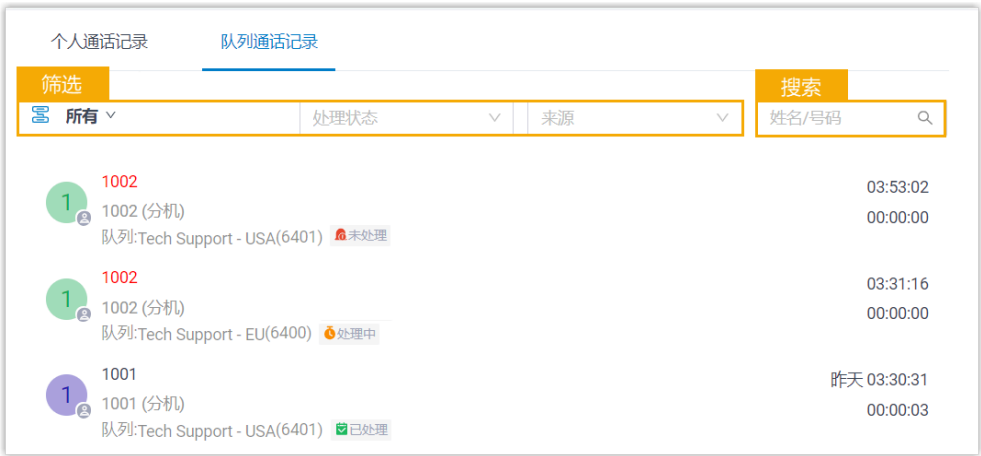 个人通话记录 队列通话记录
筛选 搜索
所有 处理状态 来源 姓名/号码
1 1002 03:53:02
1002 (分机) 00:00:00
队列:Tech Support - USA(6401) 未处理
1 1002 03:31:16
1002 (分机) 00:00:00
队列:Tech Support - EU(6400) 处理中
1 1001 昨天 03:30:31
1001 (分机) 00:00:03
队列:Tech Support - USA(6401) 已处理